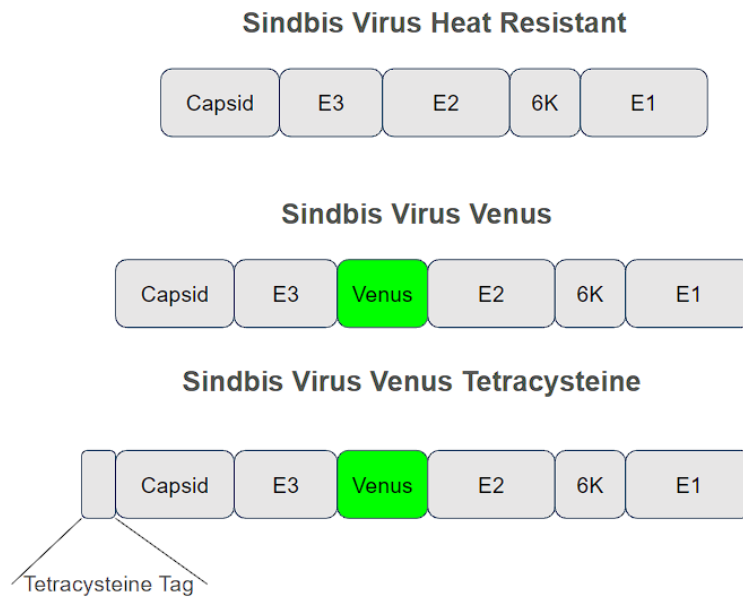 Sindbis Virus Heat Resistant
Capsid E3 E2 6K E1
Sindbis Virus Venus
Capsid E3 Venus E2 6K E1
Sindbis Virus Venus Tetracysteine
Capsid E3 Venus E2 6K E1
Tetracysteine Tag